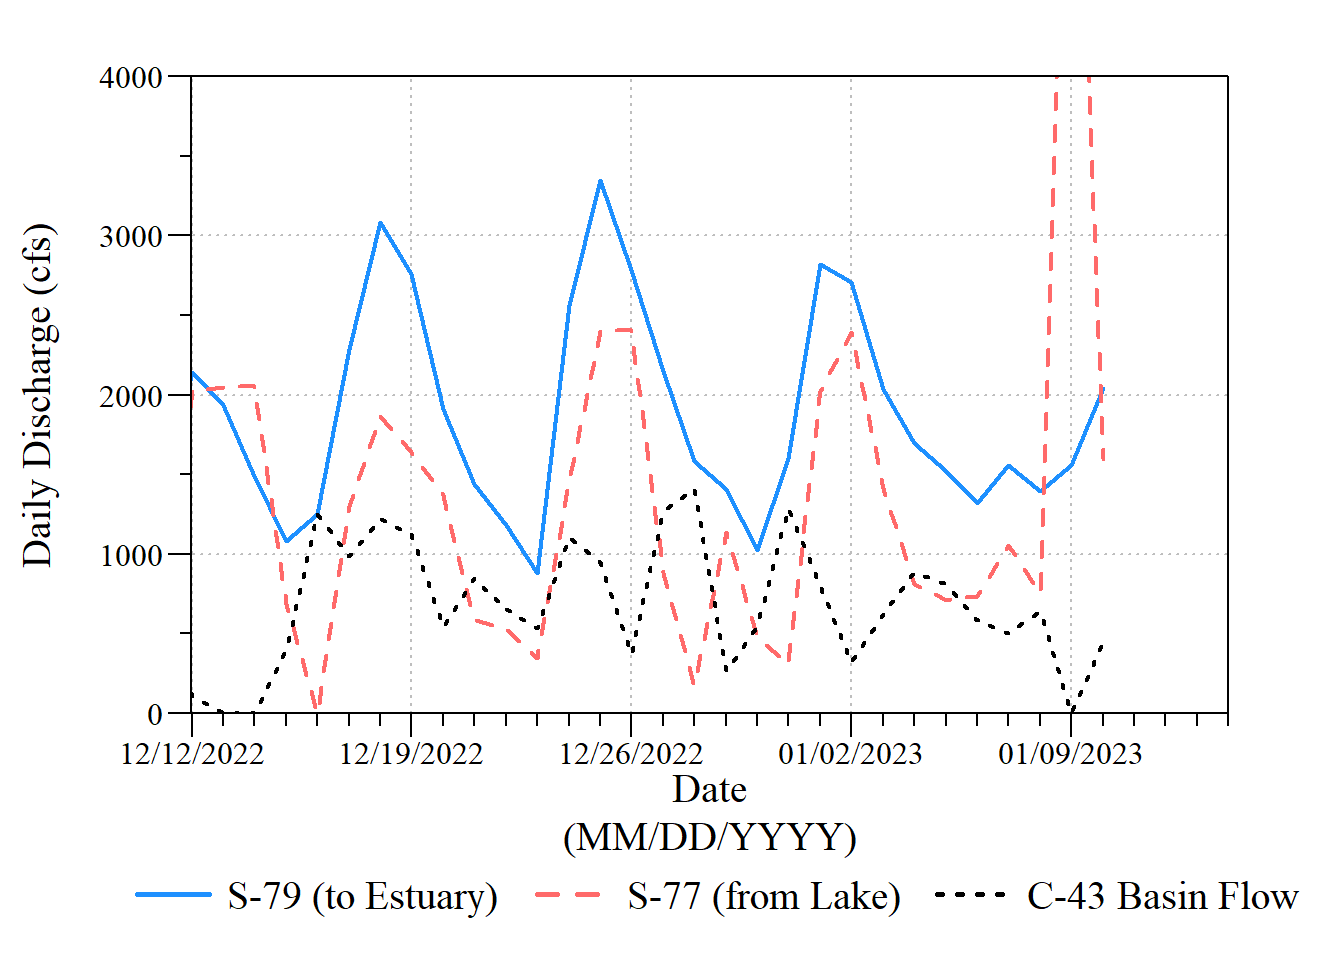 Daily Discharge (cfs)
4000
3000
2000
1000
0
12/12/2022 12/19/2022 12/26/2022 01/02/2023 01/09/2023
Date
(MM/DD/YYYY)
S-79 (to Estuary) S-77 (from Lake) C-43 Basin Flow